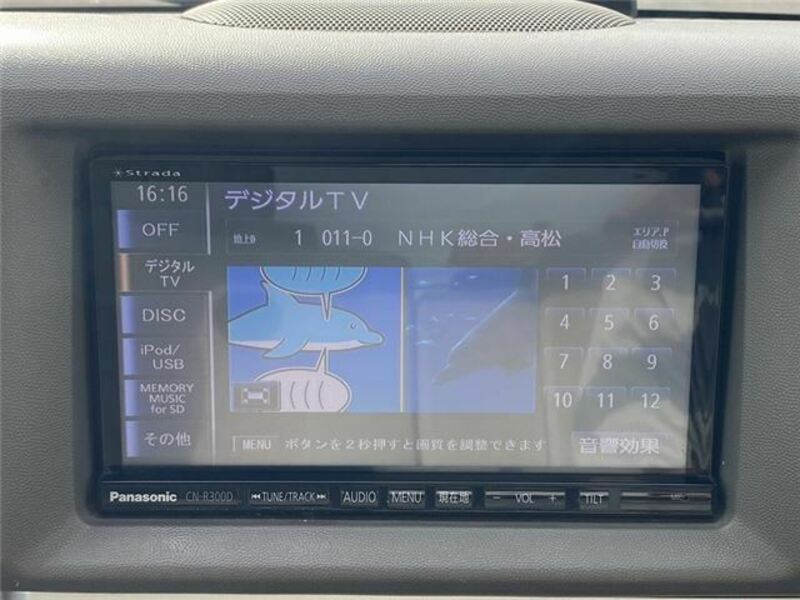 Strada
16:16
デジタルTV
OFF
地上D 1 011-0 NHK総合・高松
エリア.P
自動切換
デジタル
TV
DISC
iPod/
USB
MEMORY
MUSIC
for SD
その他
1 2 3
4 5 6
7 8 9
10 11 12
MENU ボタンを2秒押すと画質を調整できます
音響効果
Panasonic CN-R300D TUNE/TRACK AUDIO MENU 現在地 − VOL + TILT